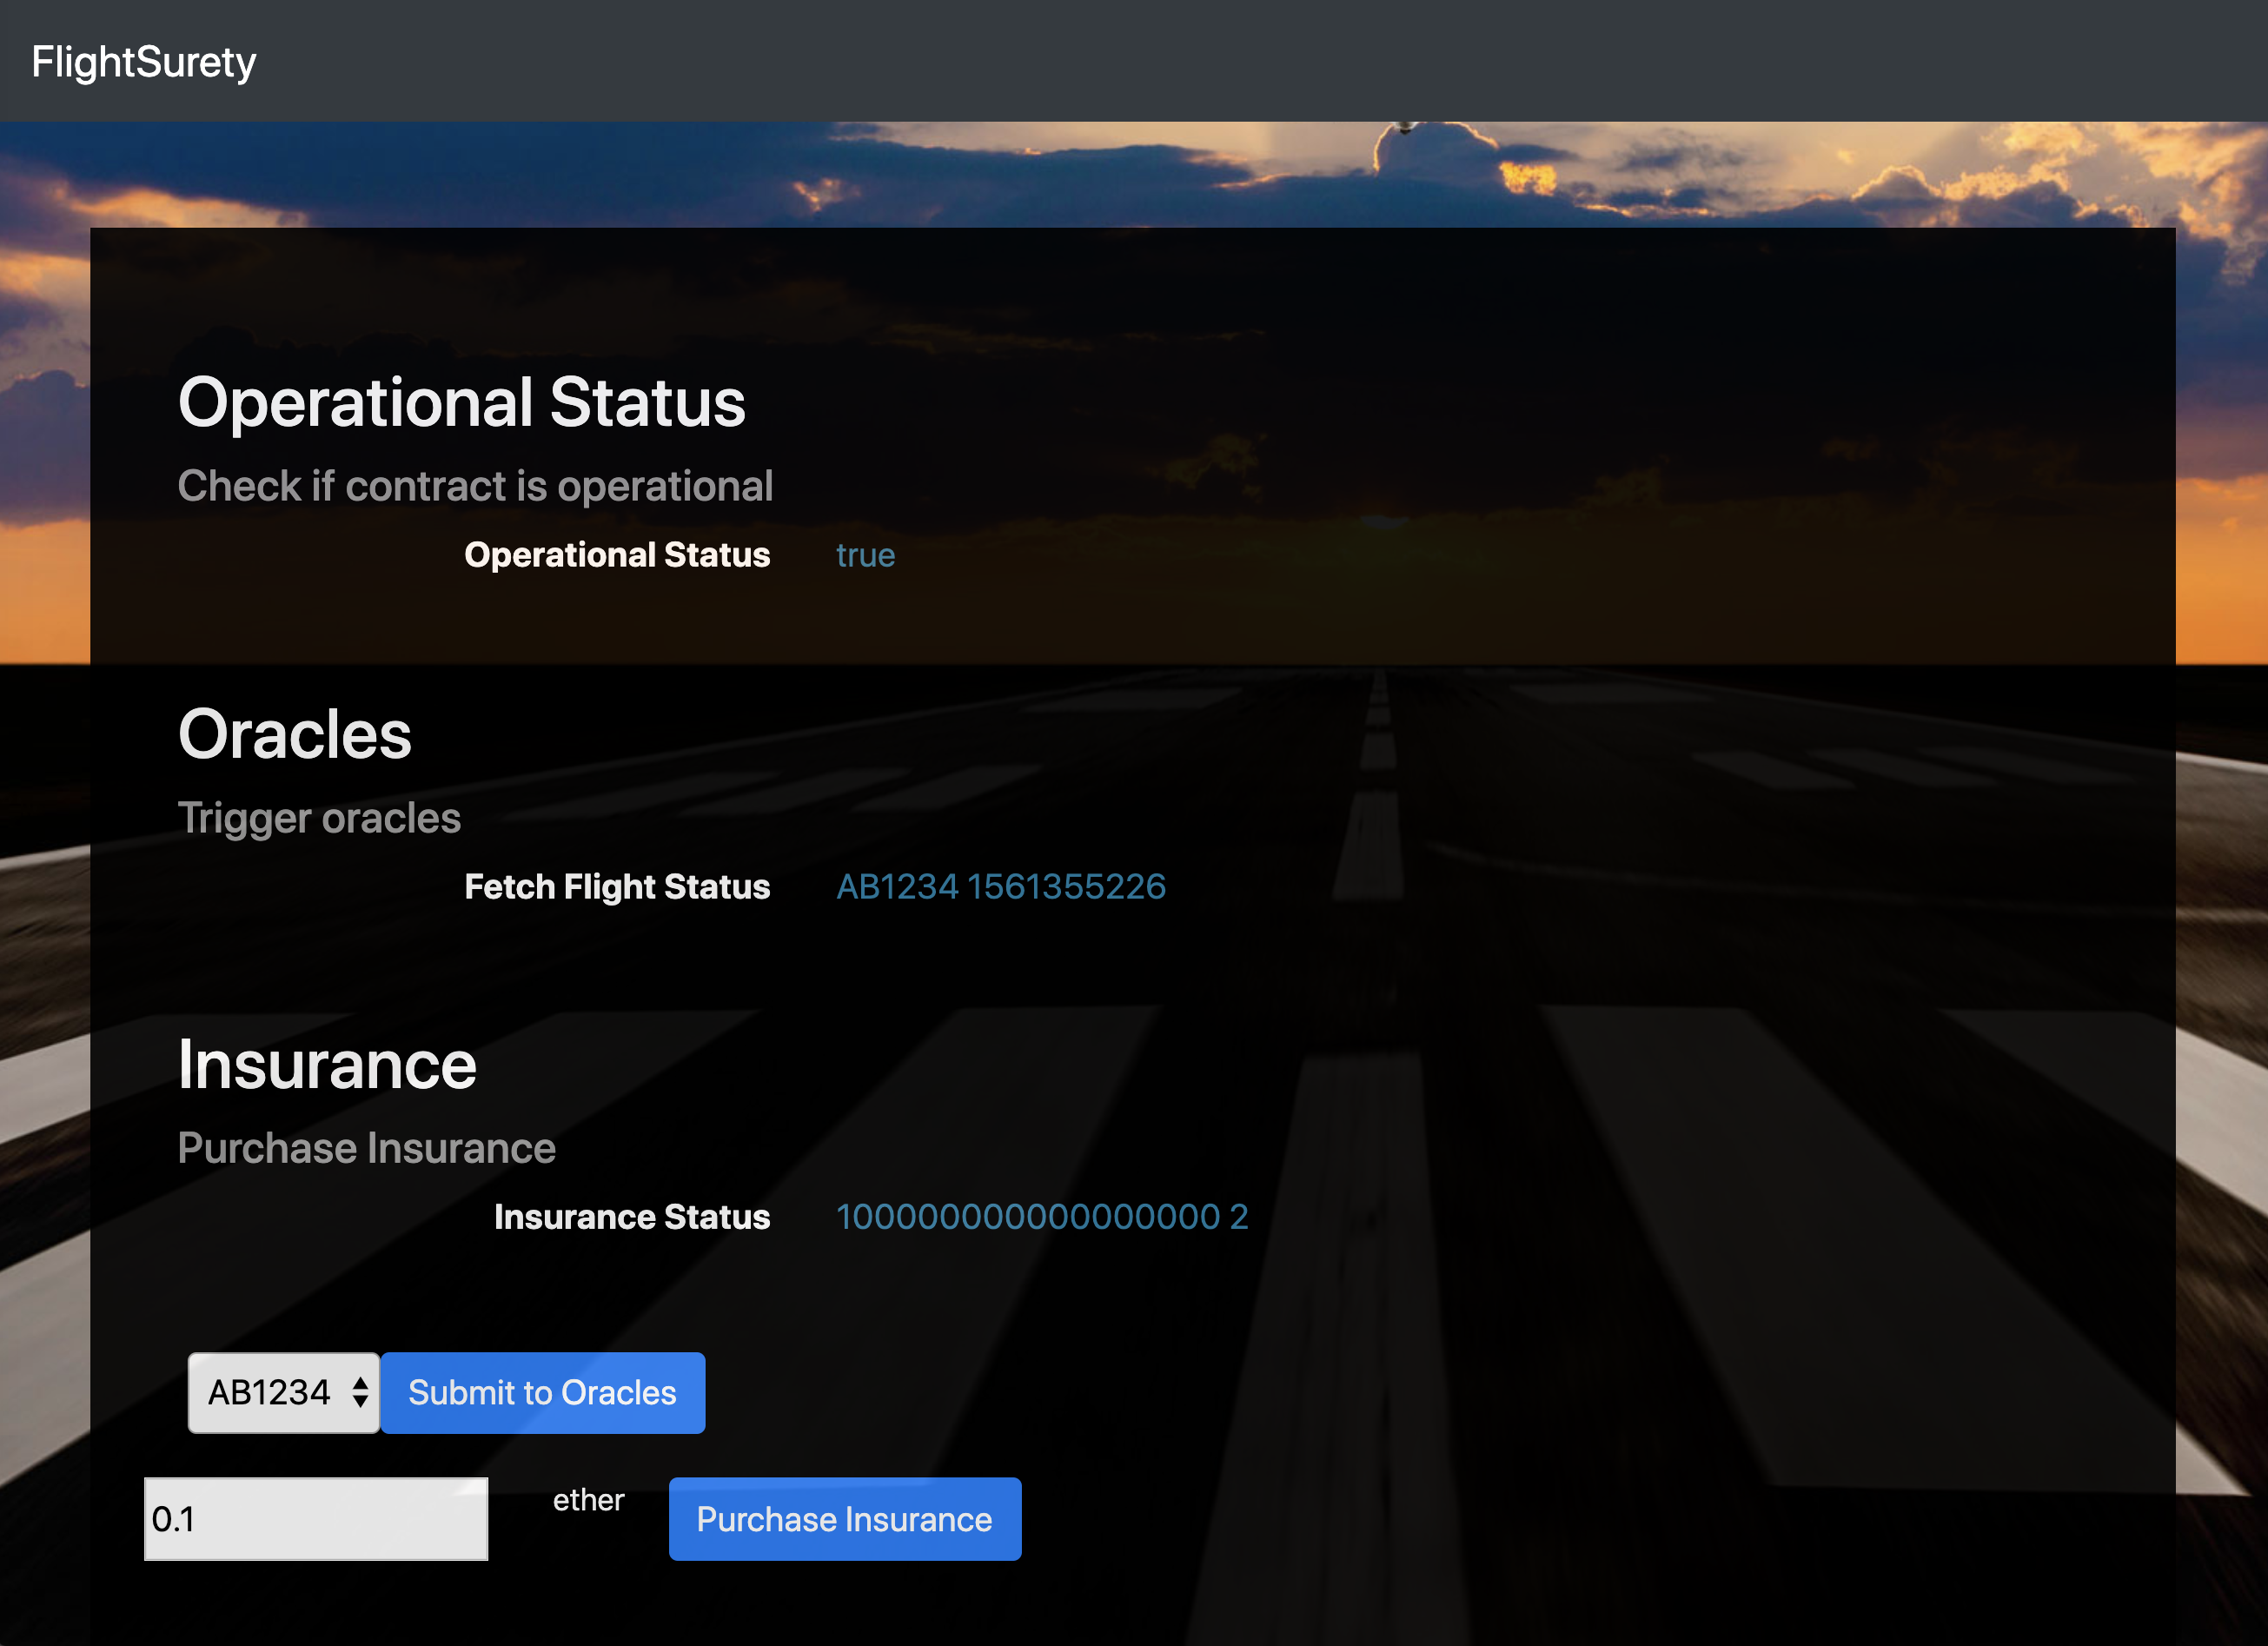 FlightSurety
Operational Status
Check if contract is operational
Operational Status true
Oracles
Trigger oracles
Fetch Flight Status AB1234 1561355226
Insurance
Purchase Insurance
Insurance Status 100000000000000000 2
AB1234 Submit to Oracles
0.1 ether Purchase Insurance